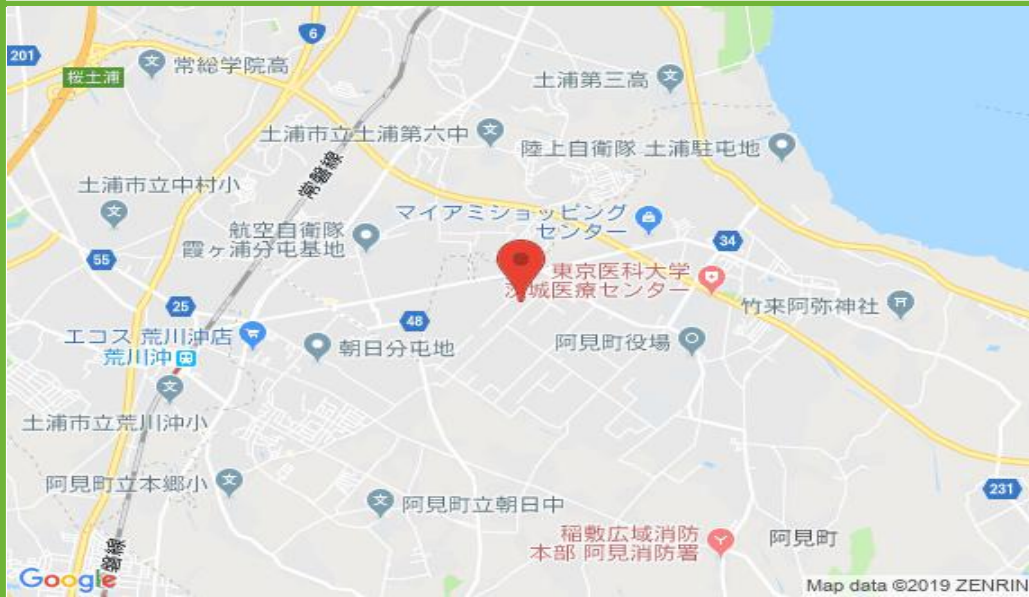 6
201
常総学院高
桜土浦
土浦第三高
土浦市立土浦第六中
陸上自衛隊 土浦駐屯地
常磐線
土浦市立中村小
マイアミショッピング
センター
航空自衛隊
霞ヶ浦分屯基地
34
55
東京医科大学
茨城医療センター
竹来阿弥神社
25
48
エコス 荒川沖店
荒川沖
朝日分屯地
阿見町役場
土浦市立荒川沖小
阿見町立本郷小
阿見町立朝日中
231
稲敷広域消防
本部 阿見消防署
阿見町
磐線
Google
Map data ©2019 ZENRIN